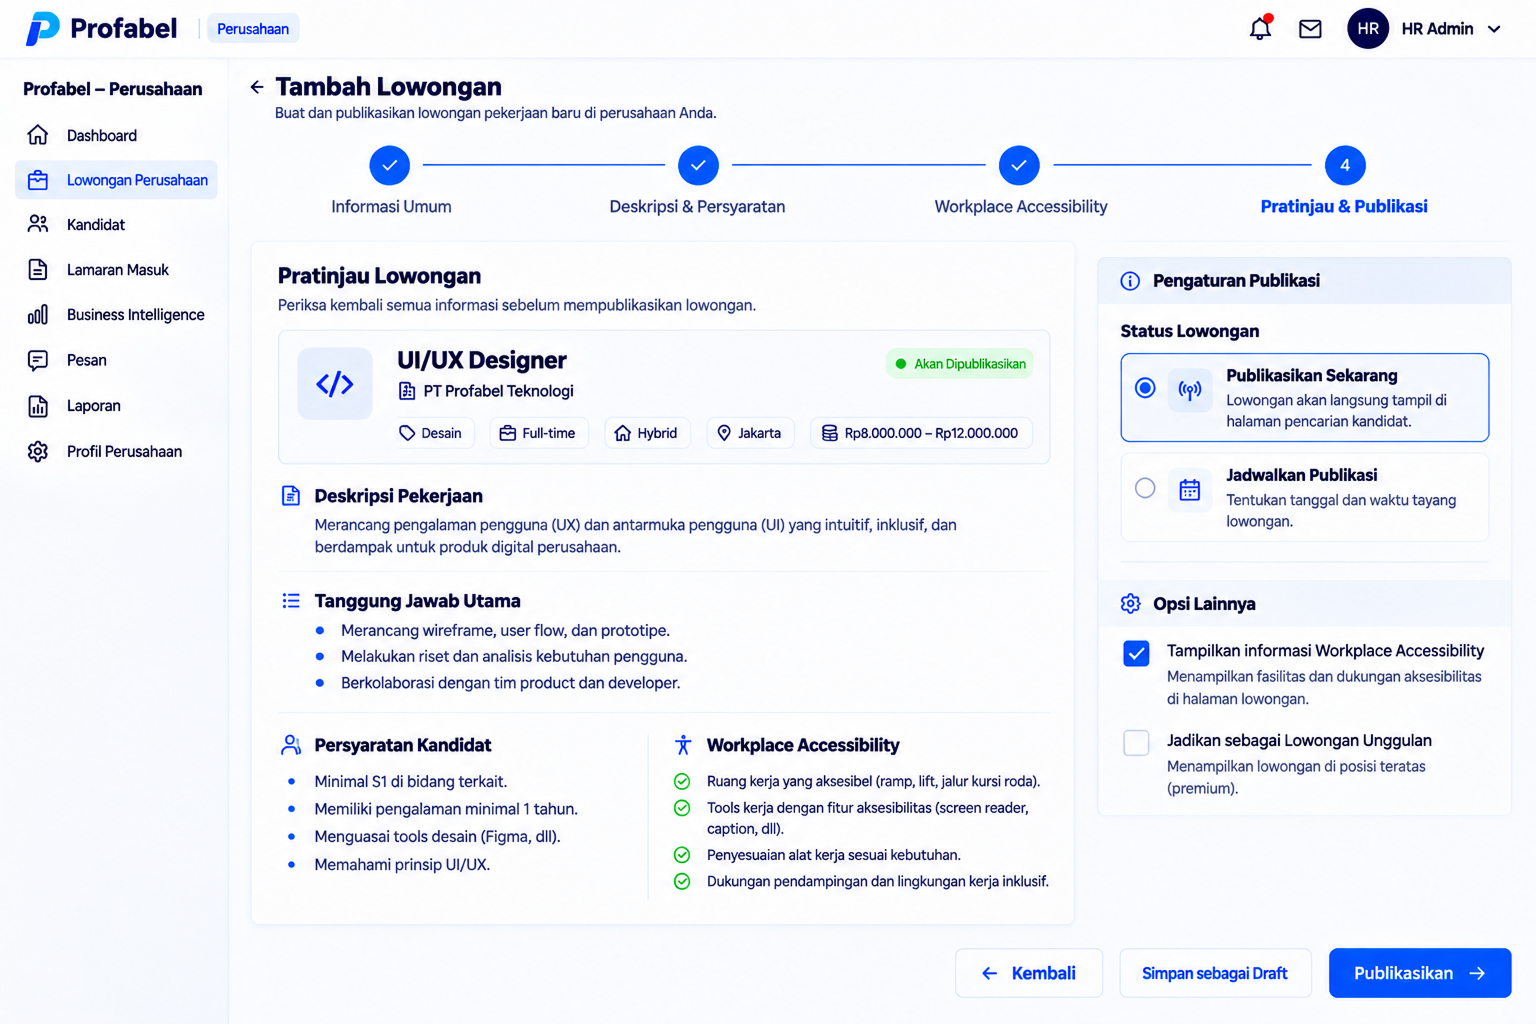 Profabel
Perusahaan
HR
HR Admin
Profabel – Perusahaan
Dashboard
Lowongan Perusahaan
Kandidat
Lamaran Masuk
Business Intelligence
Pesan
Laporan
Profil Perusahaan
Tambah Lowongan
Buat dan publikasikan lowongan pekerjaan baru di perusahaan Anda.
4
Informasi Umum
Deskripsi & Persyaratan
Workplace Accessibility
Pratinjau & Publikasi
Pratinjau Lowongan
Periksa kembali semua informasi sebelum mempublikasikan lowongan.
</>
UI/UX Designer
Akan Dipublikasikan
PT Profabel Teknologi
Desain
Full-time
Hybrid
Jakarta
Rp8.000.000 – Rp12.000.000
Deskripsi Pekerjaan
Merancang pengalaman pengguna (UX) dan antarmuka pengguna (UI) yang intuitif, inklusif, dan
berdampak untuk produk digital perusahaan.
Tanggung Jawab Utama
Merancang wireframe, user flow, dan prototipe.
Melakukan riset dan analisis kebutuhan pengguna.
Berkolaborasi dengan tim product dan developer.
Persyaratan Kandidat
Minimal S1 di bidang terkait.
Memiliki pengalaman minimal 1 tahun.
Menguasai tools desain (Figma, dll).
Memahami prinsip UI/UX.
Workplace Accessibility
Ruang kerja yang aksesibel (ramp, lift, jalur kursi roda).
Tools kerja dengan fitur aksesibilitas (screen reader,
caption, dll).
Penyesuaian alat kerja sesuai kebutuhan.
Dukungan pendampingan dan lingkungan kerja inklusif.
Pengaturan Publikasi
Status Lowongan
Publikasikan Sekarang
Lowongan akan langsung tampil di
halaman pencarian kandidat.
Jadwalkan Publikasi
Tentukan tanggal dan waktu tayang
lowongan.
Opsi Lainnya
Tampilkan informasi Workplace Accessibility
Menampilkan fasilitas dan dukungan aksesibilitas
di halaman lowongan.
Jadikan sebagai Lowongan Unggulan
Menampilkan lowongan di posisi teratas
(premium).
Kembali
Simpan sebagai Draft
Publikasikan